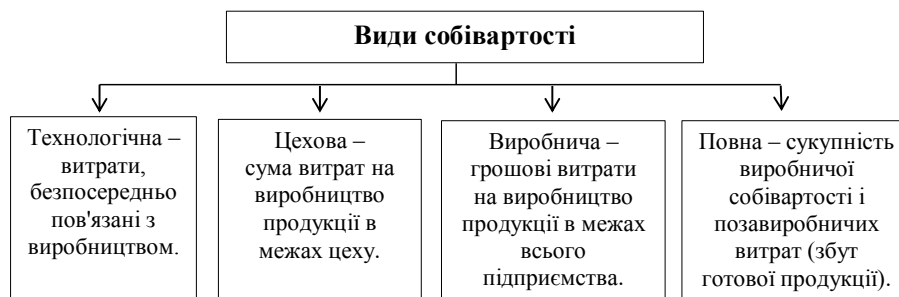 Види собівартості
Технологічна –
витрати,
безпосередньо
пов'язані з
виробництвом.
Цехова –
сума витрат на
виробництво
продукції в
межах цеху.
Виробнича –
грошові витрати
на виробництво
продукції в межах
всього
підприємства.
Повна – сукупність
виробничої
собівартості і
позавиробничих
витрат (збут
готової продукції).